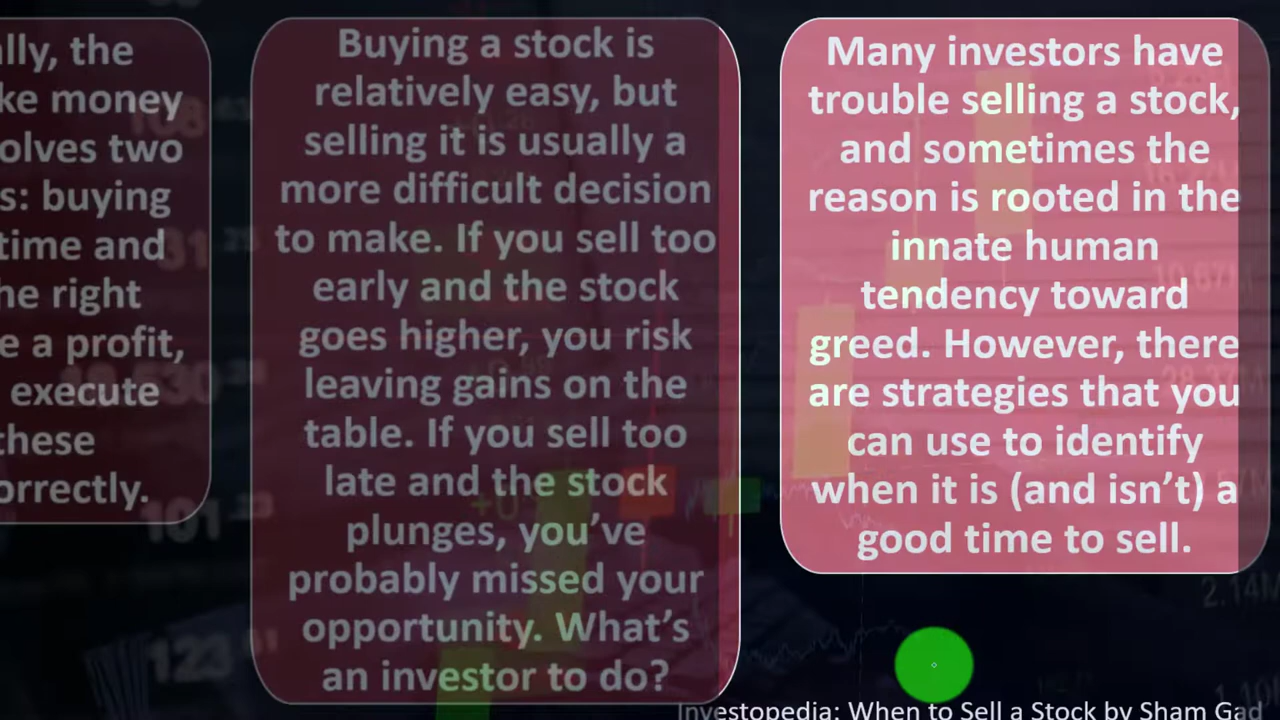 ally, the
ke money
olves two
s: buying
time and
he right
e a profit,
execute
these
orrectly.
Buying a stock is
relatively easy, but
selling it is usually a
more difficult decision
to make. If you sell too
early and the stock
goes higher, you risk
leaving gains on the
table. If you sell too
late and the stock
plunges, you’ve
probably missed your
opportunity. What’s
an investor to do?
Many investors have
trouble selling a stock,
and sometimes the
reason is rooted in the
innate human
tendency toward
greed. However, there
are strategies that you
can use to identify
when it is (and isn’t) a
good time to sell.
Investopedia: When to Sell a Stock by Sham Gad